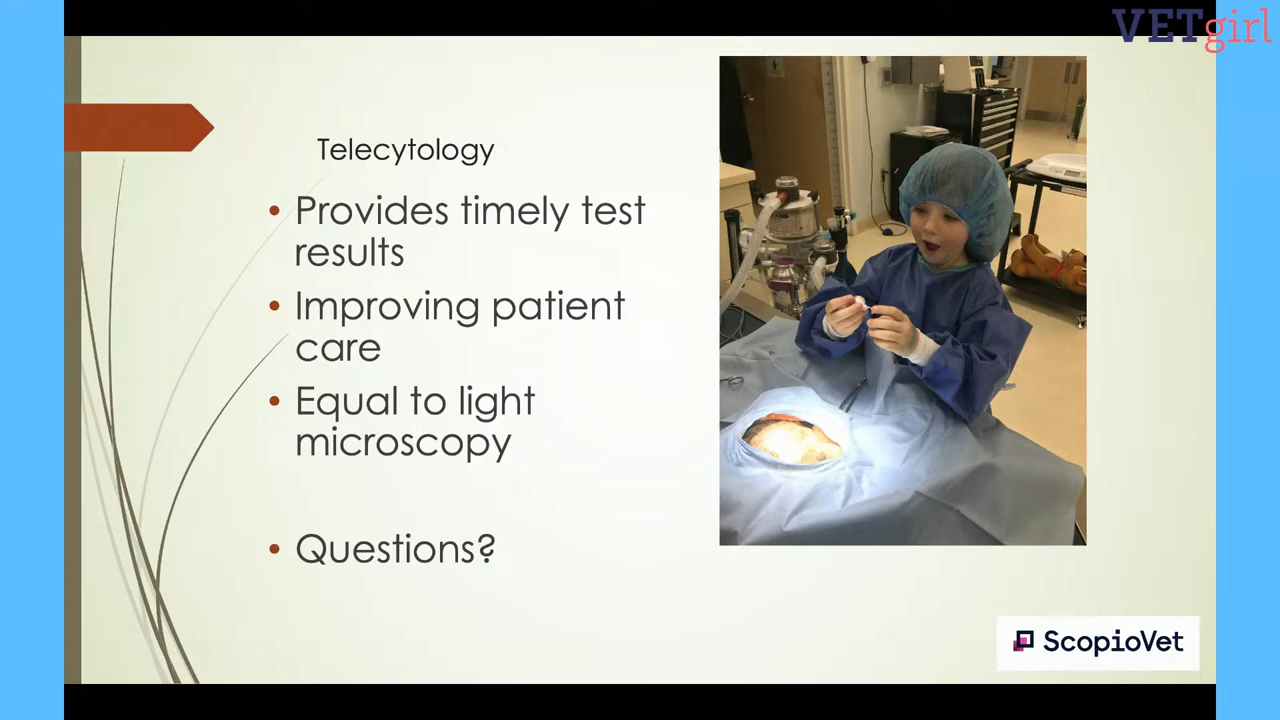 VETgirl
Telecytology
• Provides timely test
results
• Improving patient
care
• Equal to light
microscopy
• Questions?
ScopioVet